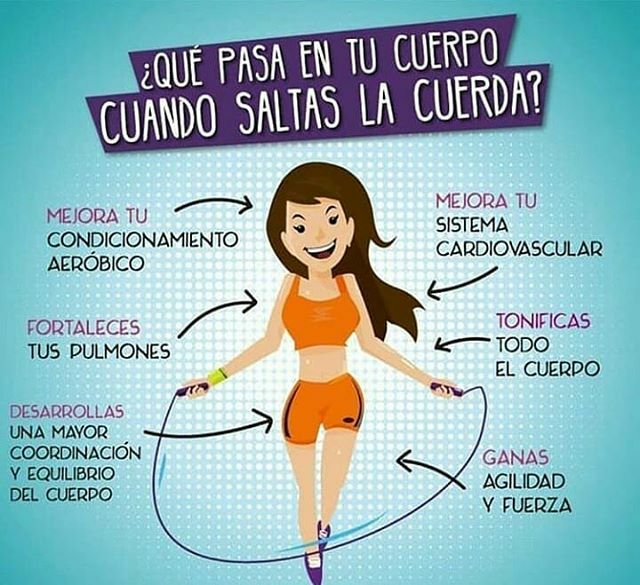 ¿QUÉ PASA EN TU CUERPO
CUANDO SALTAS LA CUERDA?
MEJORA TU
CONDICIONAMIENTO
AERÓBICO
FORTALECES
TUS PULMONES
DESARROLLAS
UNA MAYOR
COORDINACIÓN
Y EQUILIBRIO
DEL CUERPO
MEJORA TU
SISTEMA
CARDIOVASCULAR
TONIFICAS
TODO
EL CUERPO
GANAS
AGILIDAD
Y FUERZA